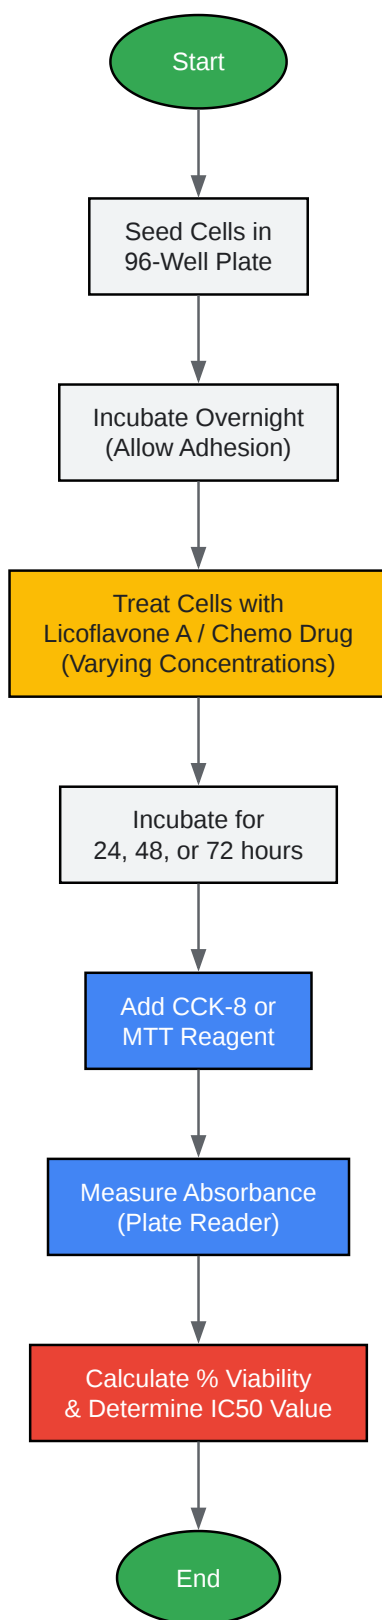 Start
Seed Cells in
96-Well Plate
Incubate Overnight
(Allow Adhesion)
Treat Cells with
Licoflavone A / Chemo Drug
(Varying Concentrations)
Incubate for
24, 48, or 72 hours
Add CCK-8 or
MTT Reagent
Measure Absorbance
(Plate Reader)
Calculate % Viability
& Determine IC50 Value
End